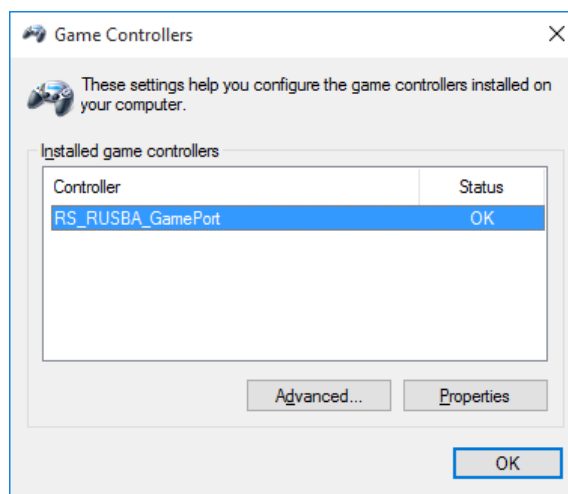 Game Controllers
These settings help you configure the game controllers installed on
your computer.
Installed game controllers
Controller Status
RS_RUSBA_GamePort OK
Advanced... Properties
OK